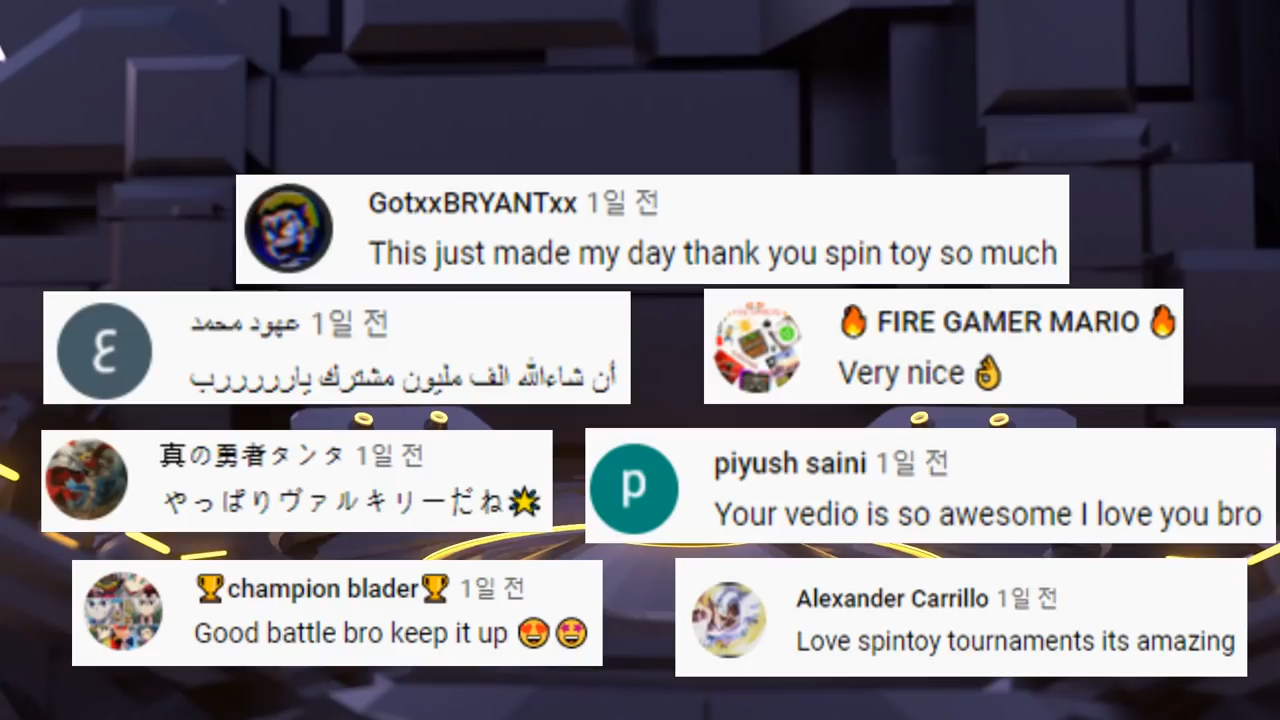 GotxxBRYANTxx 1일 전
This just made my day thank you spin toy so much
عهود محمد 1일 전
أن شاءالله الف مليون مشترك ياررررررب
🔥 FIRE GAMER MARIO 🔥
Very nice 👌
真の勇者タンタ 1일 전
やっぱりヴァルキリーだね🌟
piyush saini 1일 전
Your vedio is so awesome I love you bro
🏆champion blader🏆 1일 전
Good battle bro keep it up 😍🤩
Alexander Carrillo 1일 전
Love spintoy tournaments its amazing